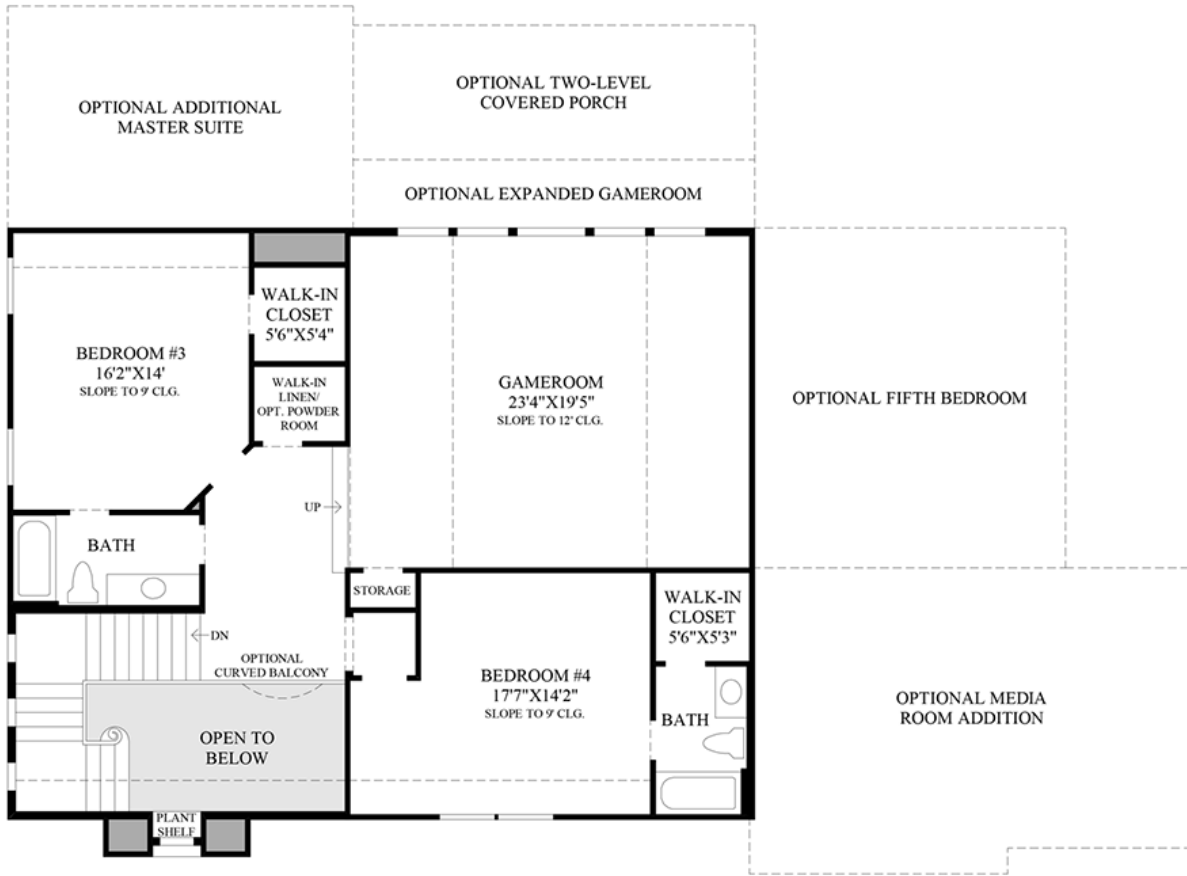 OPTIONAL ADDITIONAL
MASTER SUITE
OPTIONAL TWO-LEVEL
COVERED PORCH
OPTIONAL EXPANDED GAMEROOM
WALK-IN
CLOSET
5'6"X5'4"
BEDROOM #3
16'2"X14'
SLOPE TO 9' CLG.
WALK-IN
LINEN/
OPT. POWDER
ROOM
GAMEROOM
23'4"X19'5"
SLOPE TO 12' CLG.
OPTIONAL FIFTH BEDROOM
UP
BATH
STORAGE
WALK-IN
CLOSET
5'6"X5'3"
DN
OPTIONAL
CURVED BALCONY
BEDROOM #4
17'7"X14'2"
SLOPE TO 9' CLG.
BATH
OPTIONAL MEDIA
ROOM ADDITION
OPEN TO
BELOW
PLANT
SHELF